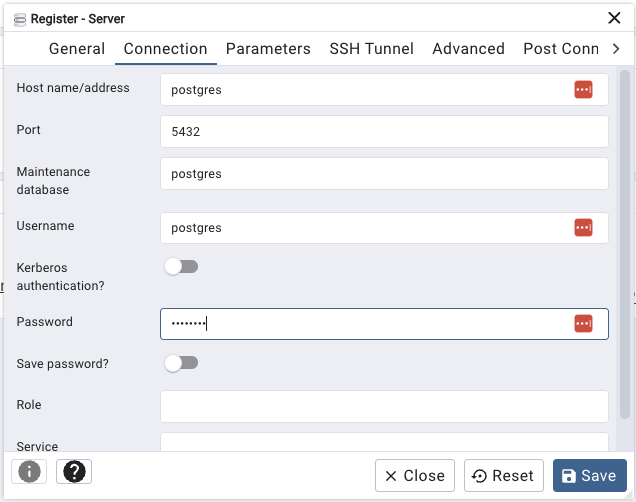 Register - Server
General Connection Parameters SSH Tunnel Advanced Post Conn
Host name/address
postgres
Port
5432
Maintenance
database
postgres
Username
postgres
Kerberos
authentication?
Password
••••••••
Save password?
Role
Service
Close Reset Save